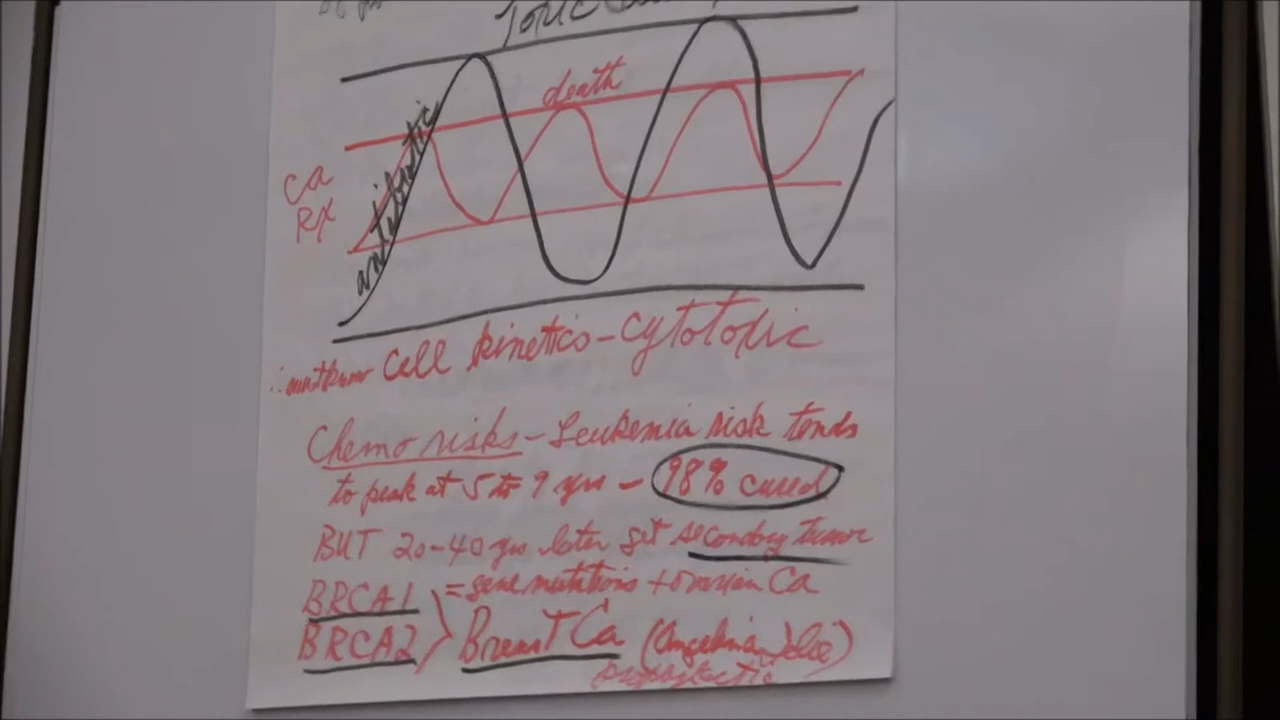 Toxic
death
antibiotic
Ca
Rx
∴ must know Cell kinetics - Cytotoxic
Chemo risks - Leukemia risk tends
to peak at 5 to 9 yrs - 98% cured
BUT 20-40 yrs later get secondary tumor
BRCA1 = gene mutations + ovarian Ca
BRCA2 } Breast Ca (Angelina Jolie)